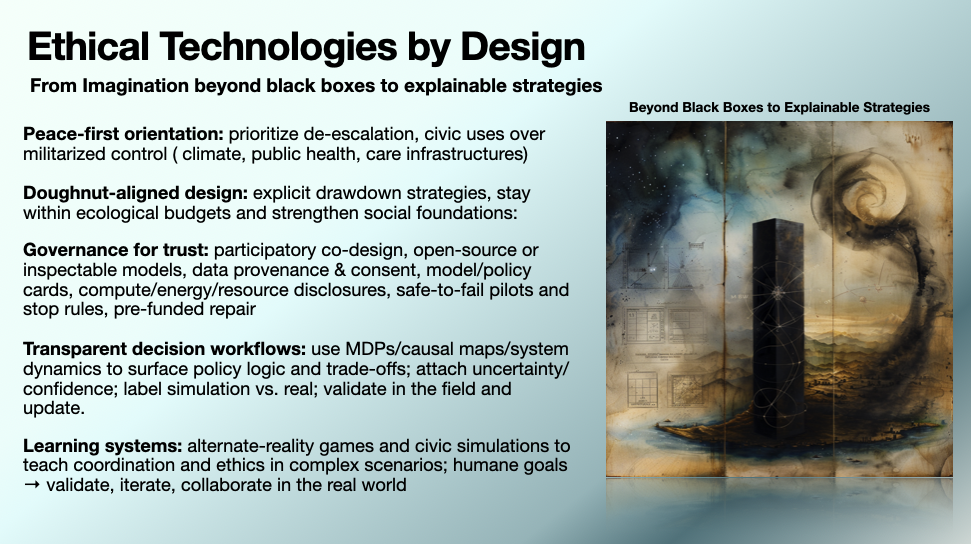 Ethical Technologies by Design
From Imagination beyond black boxes to explainable strategies
Beyond Black Boxes to Explainable Strategies
Peace-first orientation: prioritize de-escalation, civic uses over
militarized control ( climate, public health, care infrastructures)
Doughnut-aligned design: explicit drawdown strategies, stay
within ecological budgets and strengthen social foundations:
Governance for trust: participatory co-design, open-source or
inspectable models, data provenance & consent, model/policy
cards, compute/energy/resource disclosures, safe-to-fail pilots and
stop rules, pre-funded repair
Transparent decision workflows: use MDPs/causal maps/system
dynamics to surface policy logic and trade-offs; attach uncertainty/
confidence; label simulation vs. real; validate in the field and
update.
Learning systems: alternate-reality games and civic simulations to
teach coordination and ethics in complex scenarios; humane goals
→ validate, iterate, collaborate in the real world